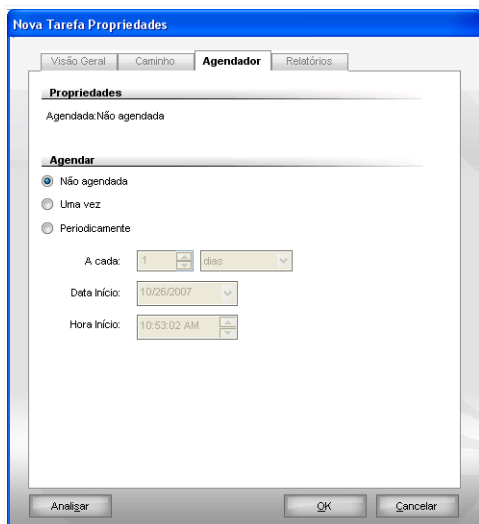 Nova Tarefa Propriedades
Visão Geral Caminho Agendador Relatórios
Propriedades
Agendada:Não agendada
Agendar
Não agendada
Uma vez
Periodicamente
A cada: 1 dias
Data Início: 10/26/2007
Hora Início: 10:53:02 AM
Analisar OK Cancelar